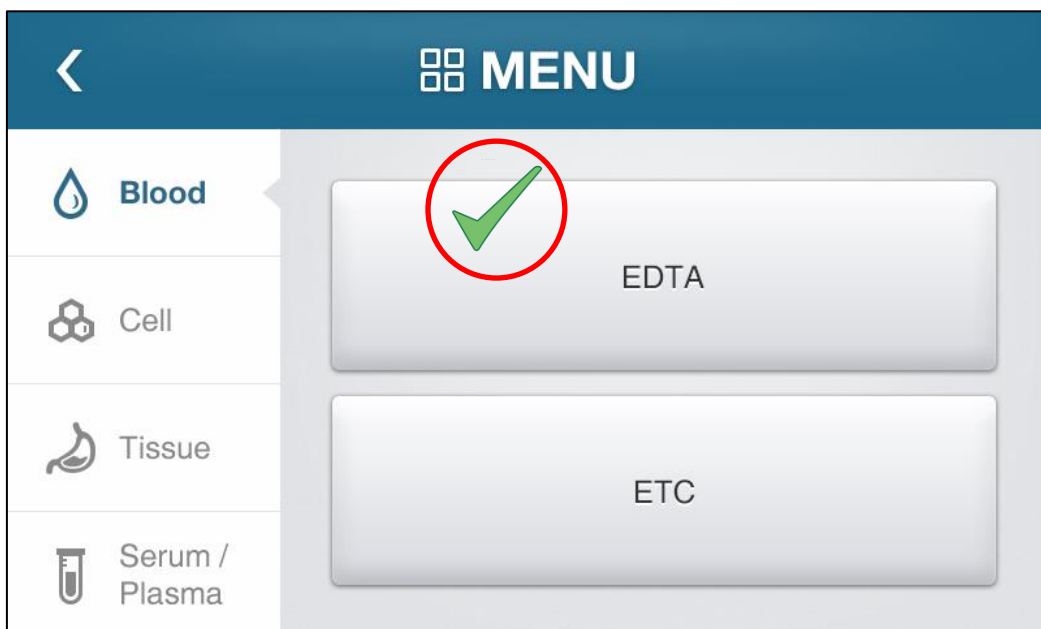 MENU
Blood
Cell
Tissue
Serum /
Plasma
EDTA
ETC